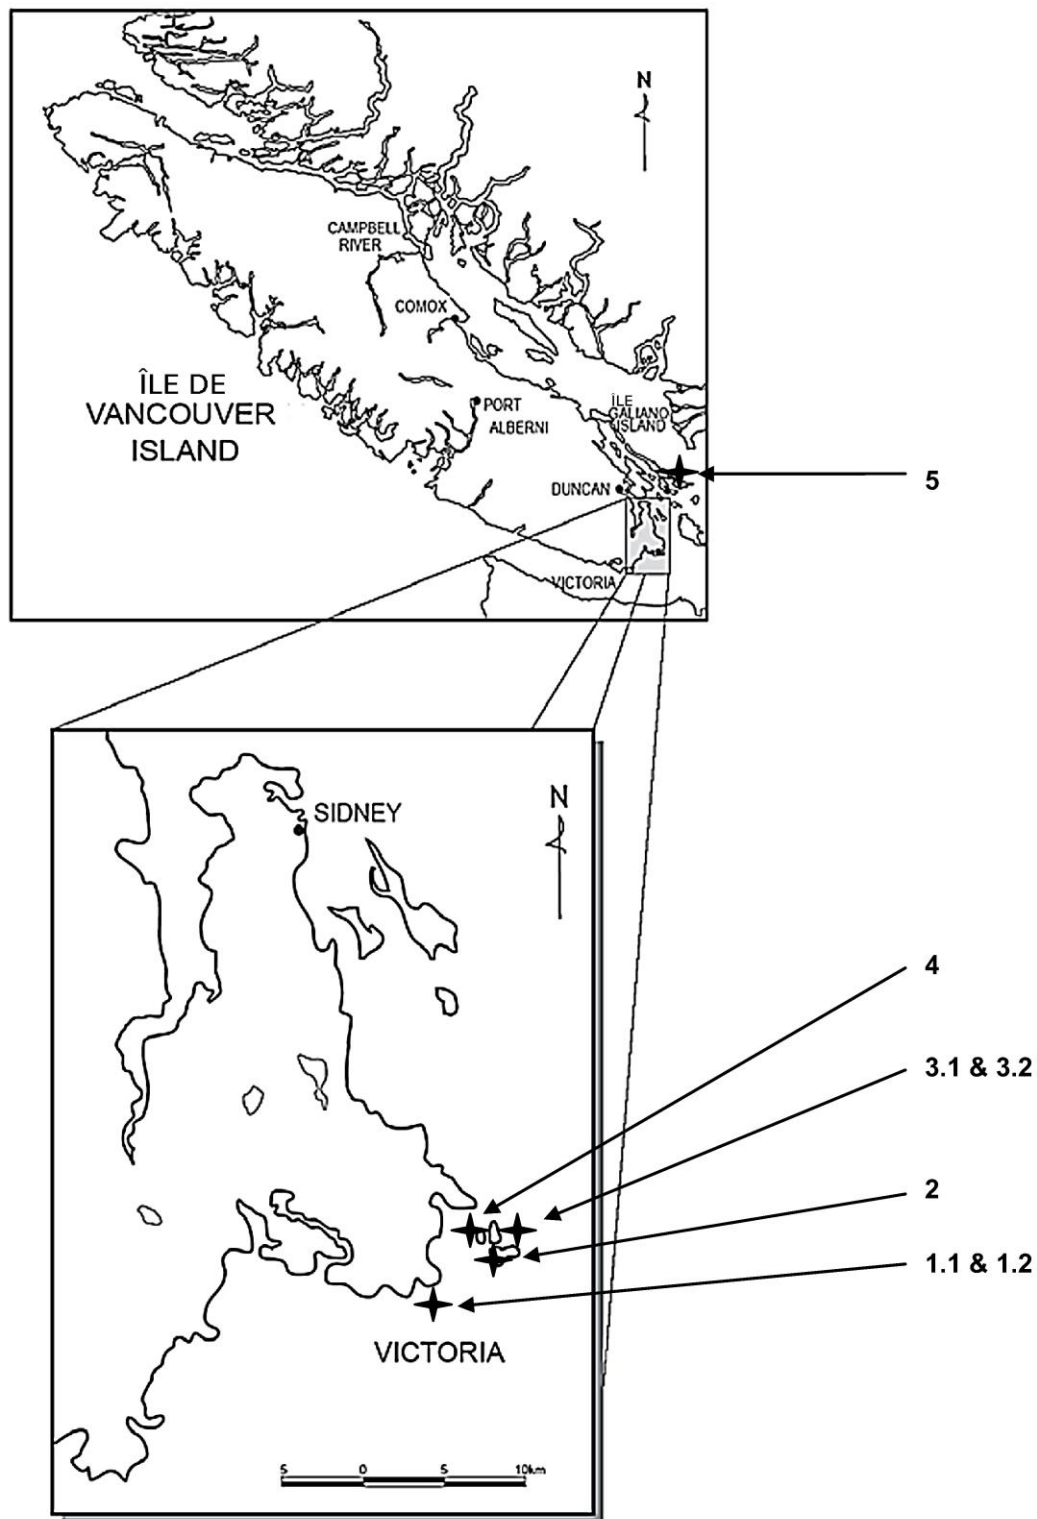 N
CAMPBELL
RIVER
COMOX
ÎLE DE
VANCOUVER
ISLAND
PORT
ALBERNI
ÎLE
GALIANO
ISLAND
DUNCAN
5
VICTORIA
SIDNEY
N
4
3.1 & 3.2
2
1.1 & 1.2
VICTORIA
5 0 5 10km